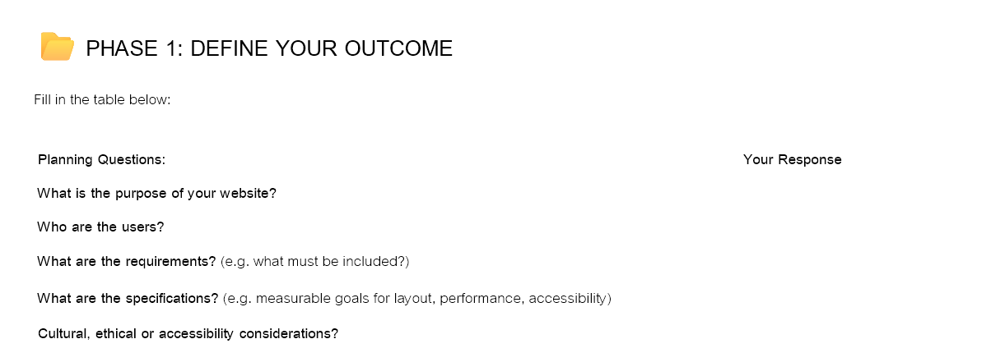 PHASE 1: DEFINE YOUR OUTCOME
Fill in the table below:
Planning Questions: Your Response
What is the purpose of your website?
Who are the users?
What are the requirements? (e.g. what must be included?)
What are the specifications? (e.g. measurable goals for layout, performance, accessibility)
Cultural, ethical or accessibility considerations?